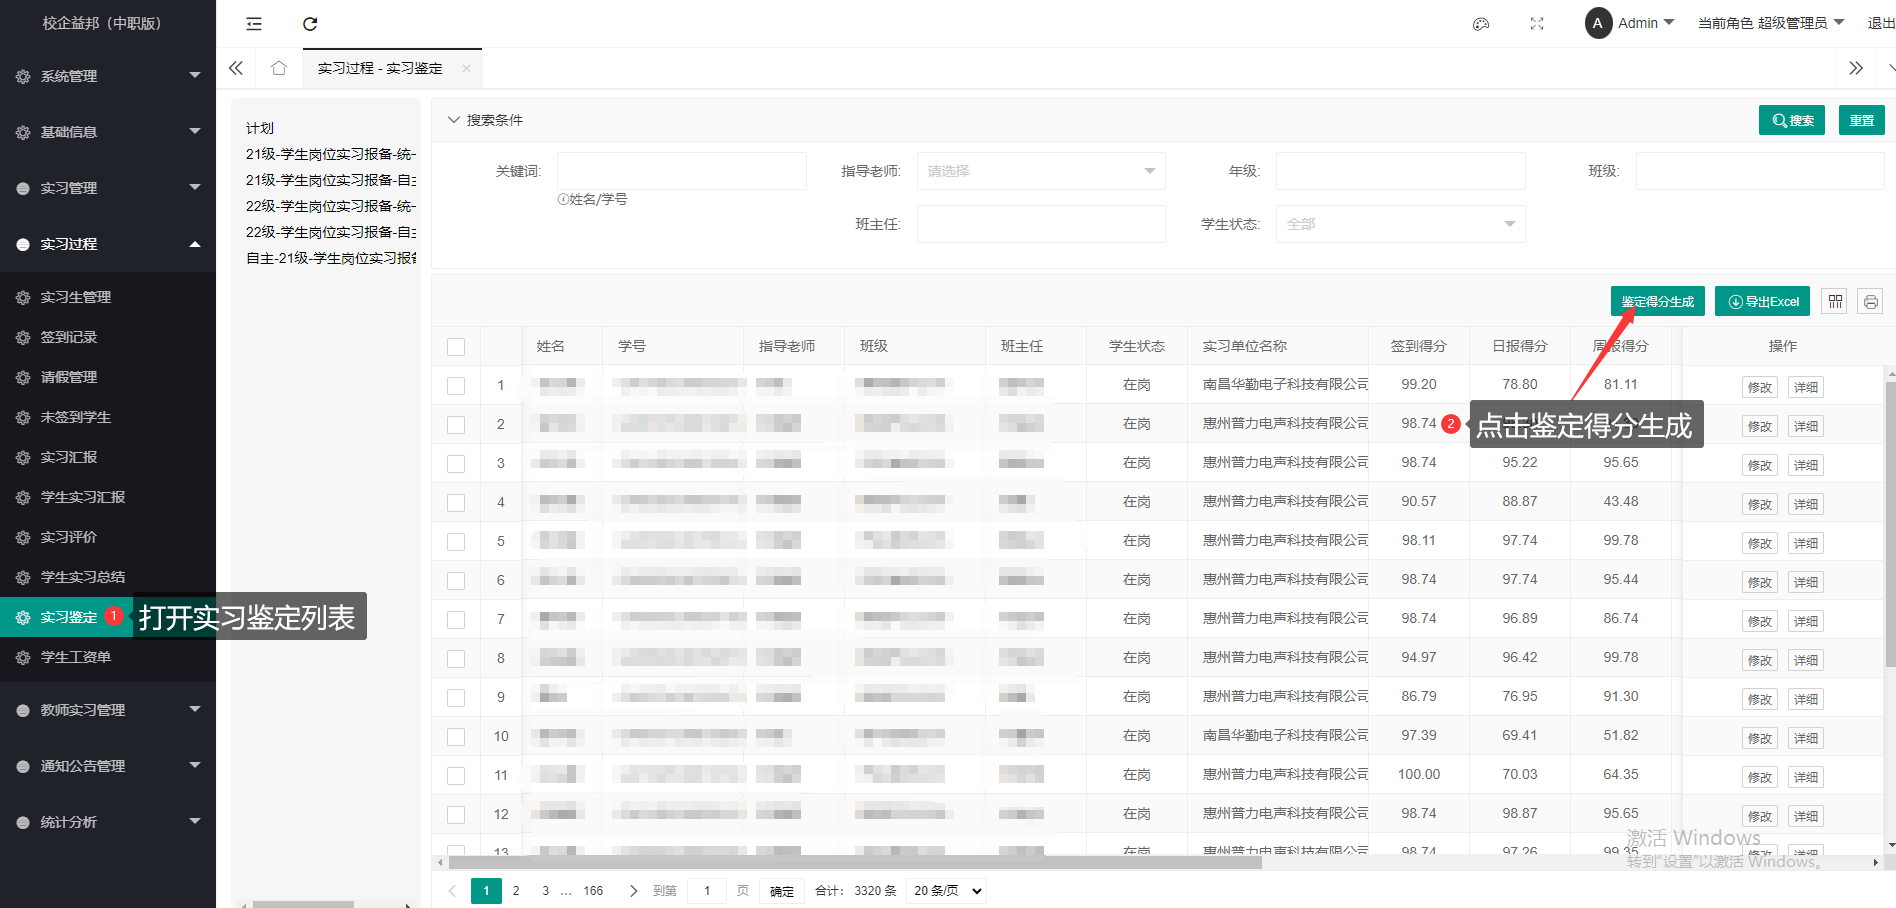 校企益邦（中职版）
Admin
当前角色 超级管理员
退出
实习过程 - 实习鉴定
系统管理
基础信息
实习管理
实习过程
实习生管理
签到记录
请假管理
未签到学生
实习汇报
学生实习汇报
实习评价
学生实习总结
实习鉴定
1 打开实习鉴定列表
学生工资单
教师实习管理
通知公告管理
统计分析
计划
21级-学生岗位实习报备-统一
21级-学生岗位实习报备-自主
22级-学生岗位实习报备-统一
22级-学生岗位实习报备-自主
自主-21级-学生岗位实习报备
搜索条件
搜索 重置
关键词: 指导老师: 请选择 年级: 班级:
姓名/学号
班主任: 学生状态: 全部
鉴定得分生成 导出Excel
姓名 学号 指导老师 班级 班主任 学生状态 实习单位名称 签到得分 日报得分 周报得分 操作
1 在岗 南昌华勤电子科技有限公司 99.20 78.80 81.11 修改 详细
2 在岗 惠州普力电声科技有限公司 98.74 修改 详细
2 点击鉴定得分生成
3 在岗 惠州普力电声科技有限公司 98.74 95.22 95.65 修改 详细
4 在岗 惠州普力电声科技有限公司 90.57 88.87 43.48 修改 详细
5 在岗 惠州普力电声科技有限公司 98.11 97.74 99.78 修改 详细
6 在岗 惠州普力电声科技有限公司 98.74 97.74 95.44 修改 详细
7 在岗 惠州普力电声科技有限公司 98.74 96.89 86.74 修改 详细
8 在岗 惠州普力电声科技有限公司 94.97 96.42 99.78 修改 详细
9 在岗 惠州普力电声科技有限公司 86.79 76.95 91.30 修改 详细
10 在岗 南昌华勤电子科技有限公司 97.39 69.41 51.82 修改 详细
11 在岗 惠州普力电声科技有限公司 100.00 70.03 64.35 修改 详细
12 在岗 惠州普力电声科技有限公司 98.74 98.87 95.65 修改 详细
13 在岗 惠州普力电声科技有限公司 98.74 97.26 99.35 修改 详细
激活 Windows
转到“设置”以激活 Windows。
1 2 3 … 166 到第 1 页 确定 合计： 3320 条 20 条/页